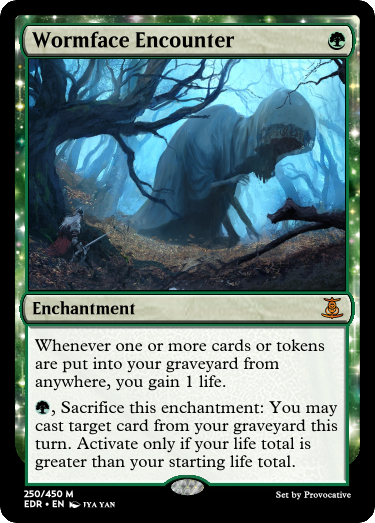 Wormface Encounter
Enchantment
Whenever one or more cards or tokens
are put into your graveyard from
anywhere, you gain 1 life.
, Sacrifice this enchantment: You may
cast target card from your graveyard this
turn. Activate only if your life total is
greater than your starting life total.
250/450 M
EDR • EN JYA YAN
Set by Provocative